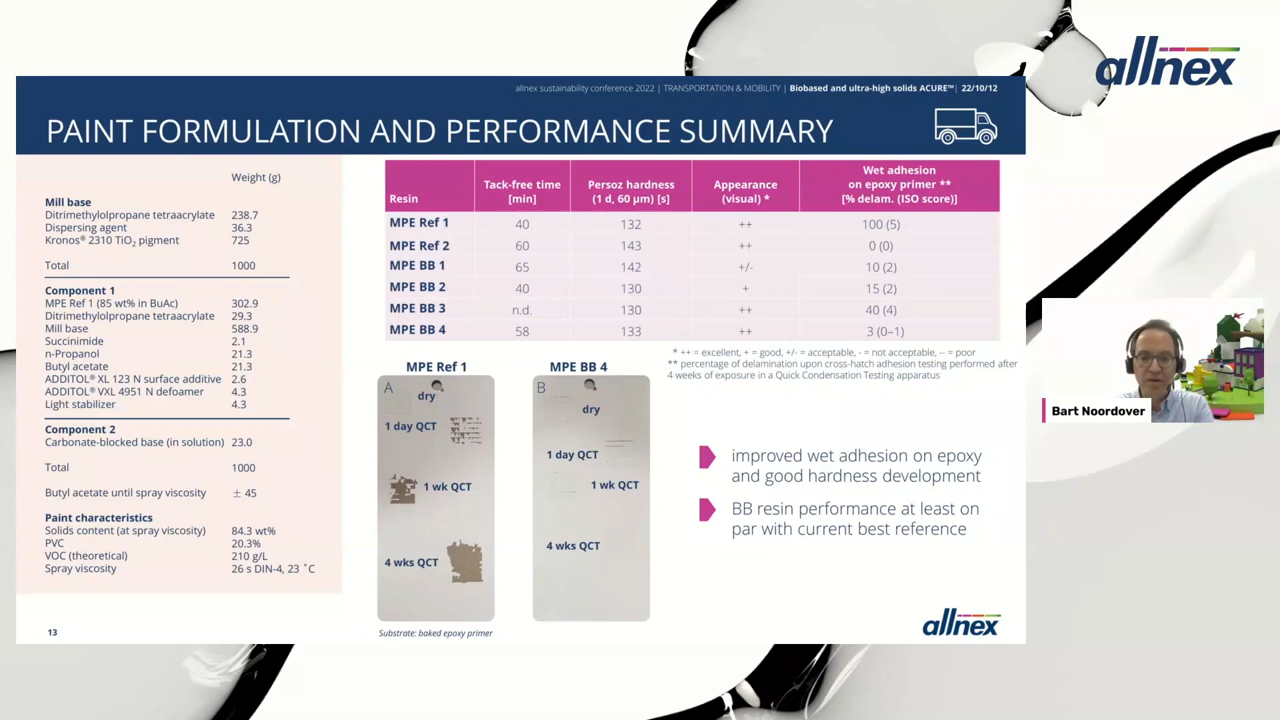 allnex
allnex sustainability conference 2022 | TRANSPORTATION & MOBILITY | Biobased and ultra-high solids ACURE™| 22/10/12
PAINT FORMULATION AND PERFORMANCE SUMMARY
Weight (g)
Mill base
Ditrimethylolpropane tetraacrylate 238.7
Dispersing agent 36.3
Kronos® 2310 TiO2 pigment 725
Total 1000
Component 1
MPE Ref 1 (85 wt% in BuAc) 302.9
Ditrimethylolpropane tetraacrylate 29.3
Mill base 588.9
Succinimide 2.1
n-Propanol 21.3
Butyl acetate 21.3
ADDITOL® XL 123 N surface additive 2.6
ADDITOL® VXL 4951 N defoamer 4.3
Light stabilizer 4.3
Component 2
Carbonate-blocked base (in solution) 23.0
Total 1000
Butyl acetate until spray viscosity ± 45
Paint characteristics
Solids content (at spray viscosity) 84.3 wt%
PVC 20.3%
VOC (theoretical) 210 g/L
Spray viscosity 26 s DIN-4, 23 ˚C
13
Resin
Tack-free time
[min]
Persoz hardness
(1 d, 60 μm) [s]
Appearance
(visual) *
Wet adhesion
on epoxy primer **
[% delam. (ISO score)]
MPE Ref 1 40 132 ++ 100 (5)
MPE Ref 2 60 143 ++ 0 (0)
MPE BB 1 65 142 +/- 10 (2)
MPE BB 2 40 130 + 15 (2)
MPE BB 3 n.d. 130 ++ 40 (4)
MPE BB 4 58 133 ++ 3 (0–1)
* ++ = excellent, + = good, +/- = acceptable, - = not acceptable, -- = poor
** percentage of delamination upon cross-hatch adhesion testing performed after
4 weeks of exposure in a Quick Condensation Testing apparatus
MPE Ref 1
A
dry
1 day QCT
1 wk QCT
4 wks QCT
MPE BB 4
B
dry
1 day QCT
1 wk QCT
4 wks QCT
Substrate: baked epoxy primer
improved wet adhesion on epoxy
and good hardness development
BB resin performance at least on
par with current best reference
allnex
Bart Noordover